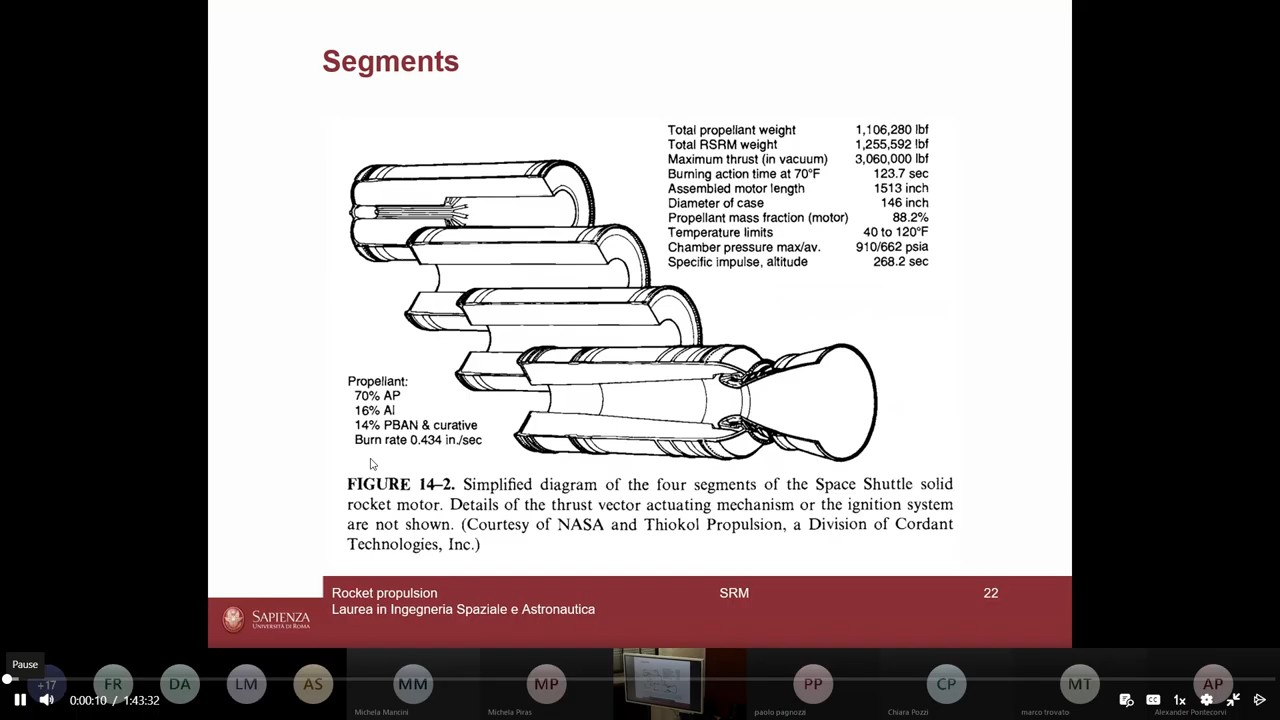 Segments
Total propellant weight 1,106,280 lbf
Total RSRM weight 1,255,592 lbf
Maximum thrust (in vacuum) 3,060,000 lbf
Burning action time at 70°F 123.7 sec
Assembled motor length 1513 inch
Diameter of case 146 inch
Propellant mass fraction (motor) 88.2%
Temperature limits 40 to 120°F
Chamber pressure max/av. 910/662 psia
Specific impulse, altitude 268.2 sec
Propellant:
70% AP
16% Al
14% PBAN & curative
Burn rate 0.434 in./sec
FIGURE 14–2. Simplified diagram of the four segments of the Space Shuttle solid
rocket motor. Details of the thrust vector actuating mechanism or the ignition system
are not shown. (Courtesy of NASA and Thiokol Propulsion, a Division of Cordant
Technologies, Inc.)
Rocket propulsion SRM 22
Laurea in Ingegneria Spaziale e Astronautica
SAPIENZA
UNIVERSITÀ DI ROMA
Pause
+17 FR DA LM AS MM MP PP CP MT AP
Michela Mancini Michela Piras paolo pagnozzi Chiara Pozzi marco trovato Alexander Pontecorvi
0:00:10 / 1:43:32 CC 1x